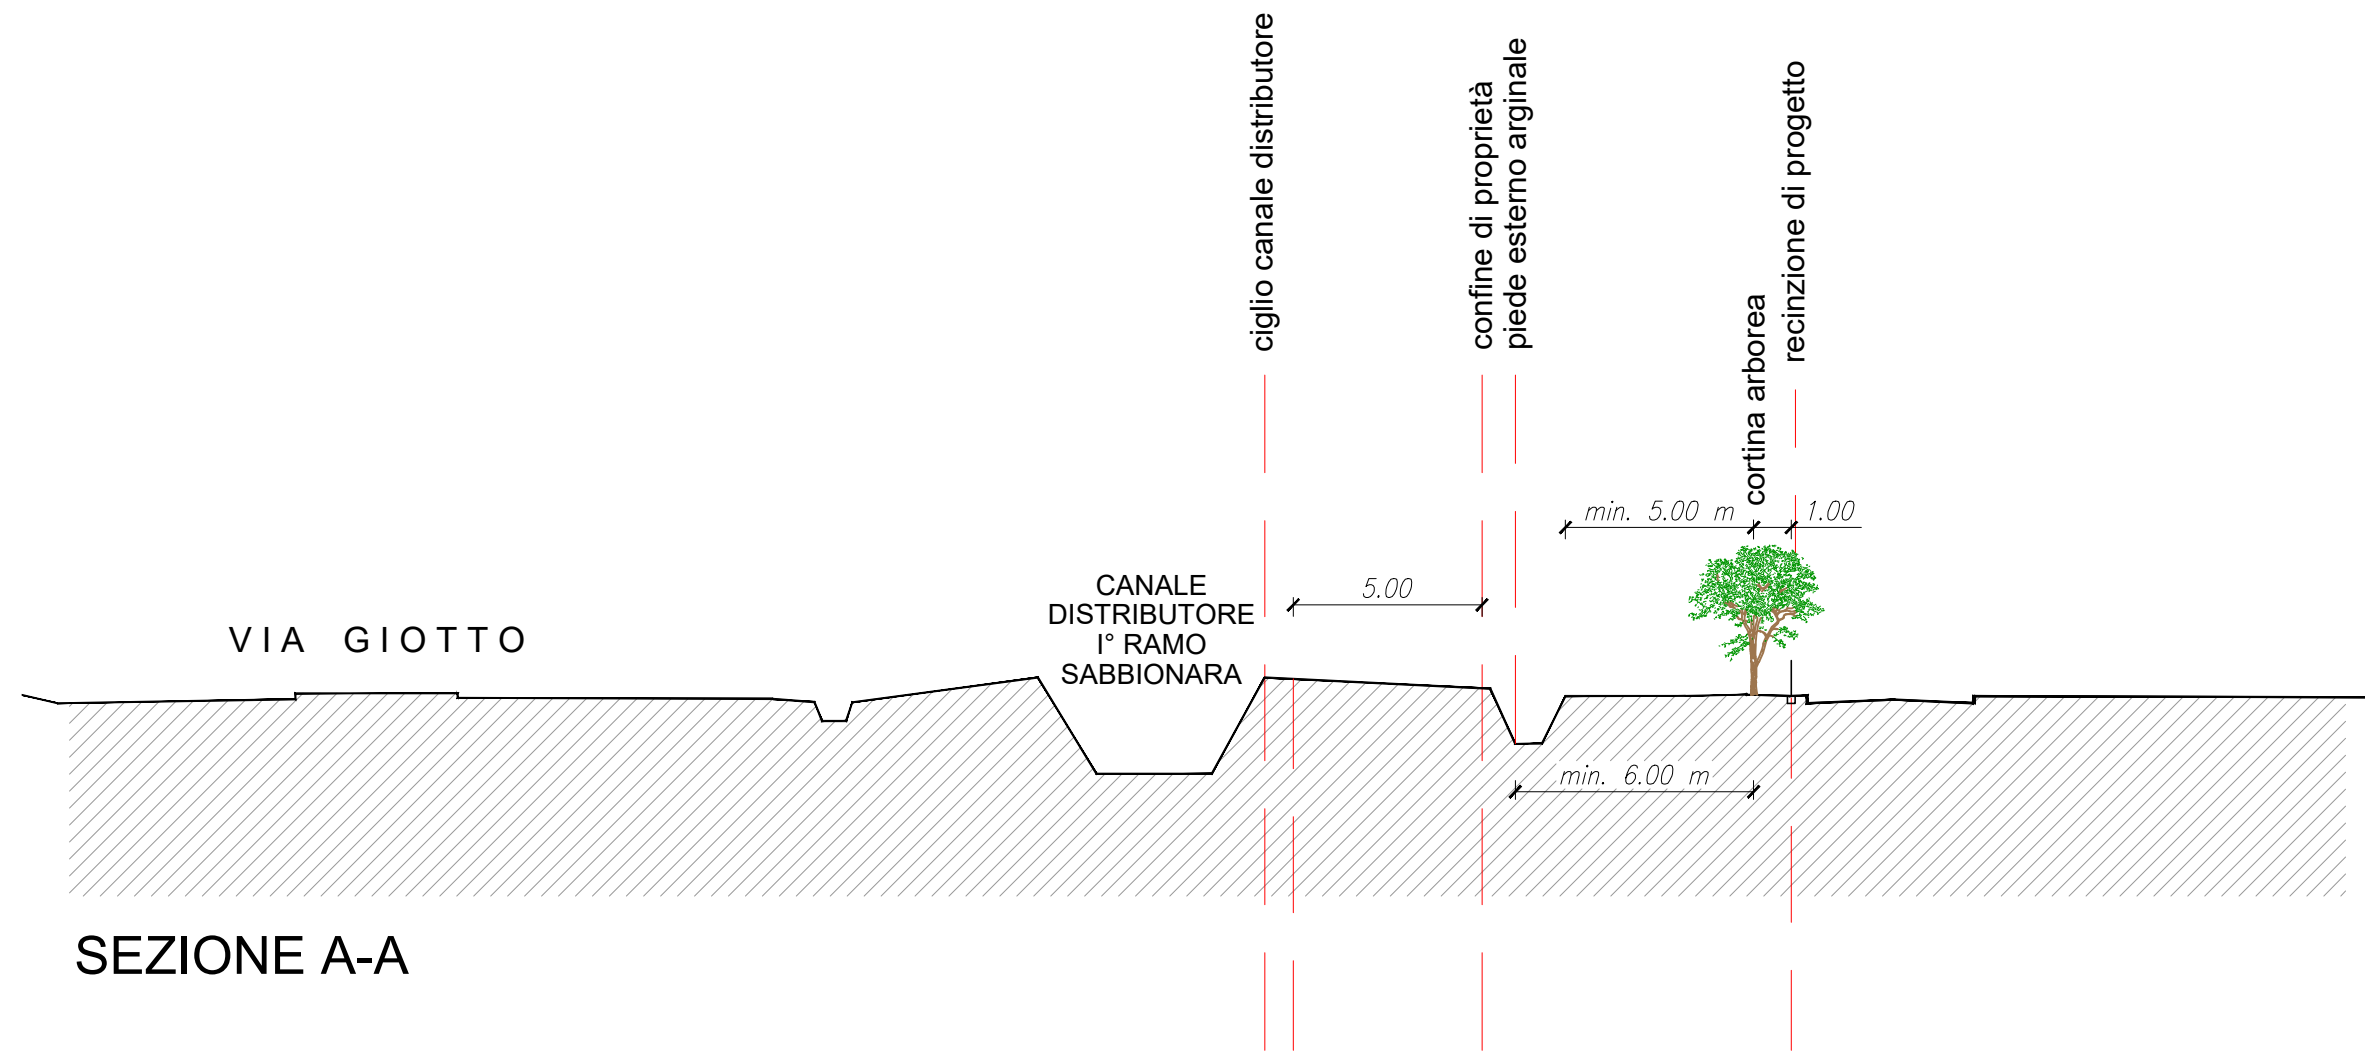 ciglio canale distributore
confine di proprietà
piede esterno arginale
cortina arborea
recinzione di progetto
min. 5.00 m
1.00
5.00
CANALE
DISTRIBUTORE
I° RAMO
SABBIONARA
VIA GIOTTO
min. 6.00 m
SEZIONE A-A